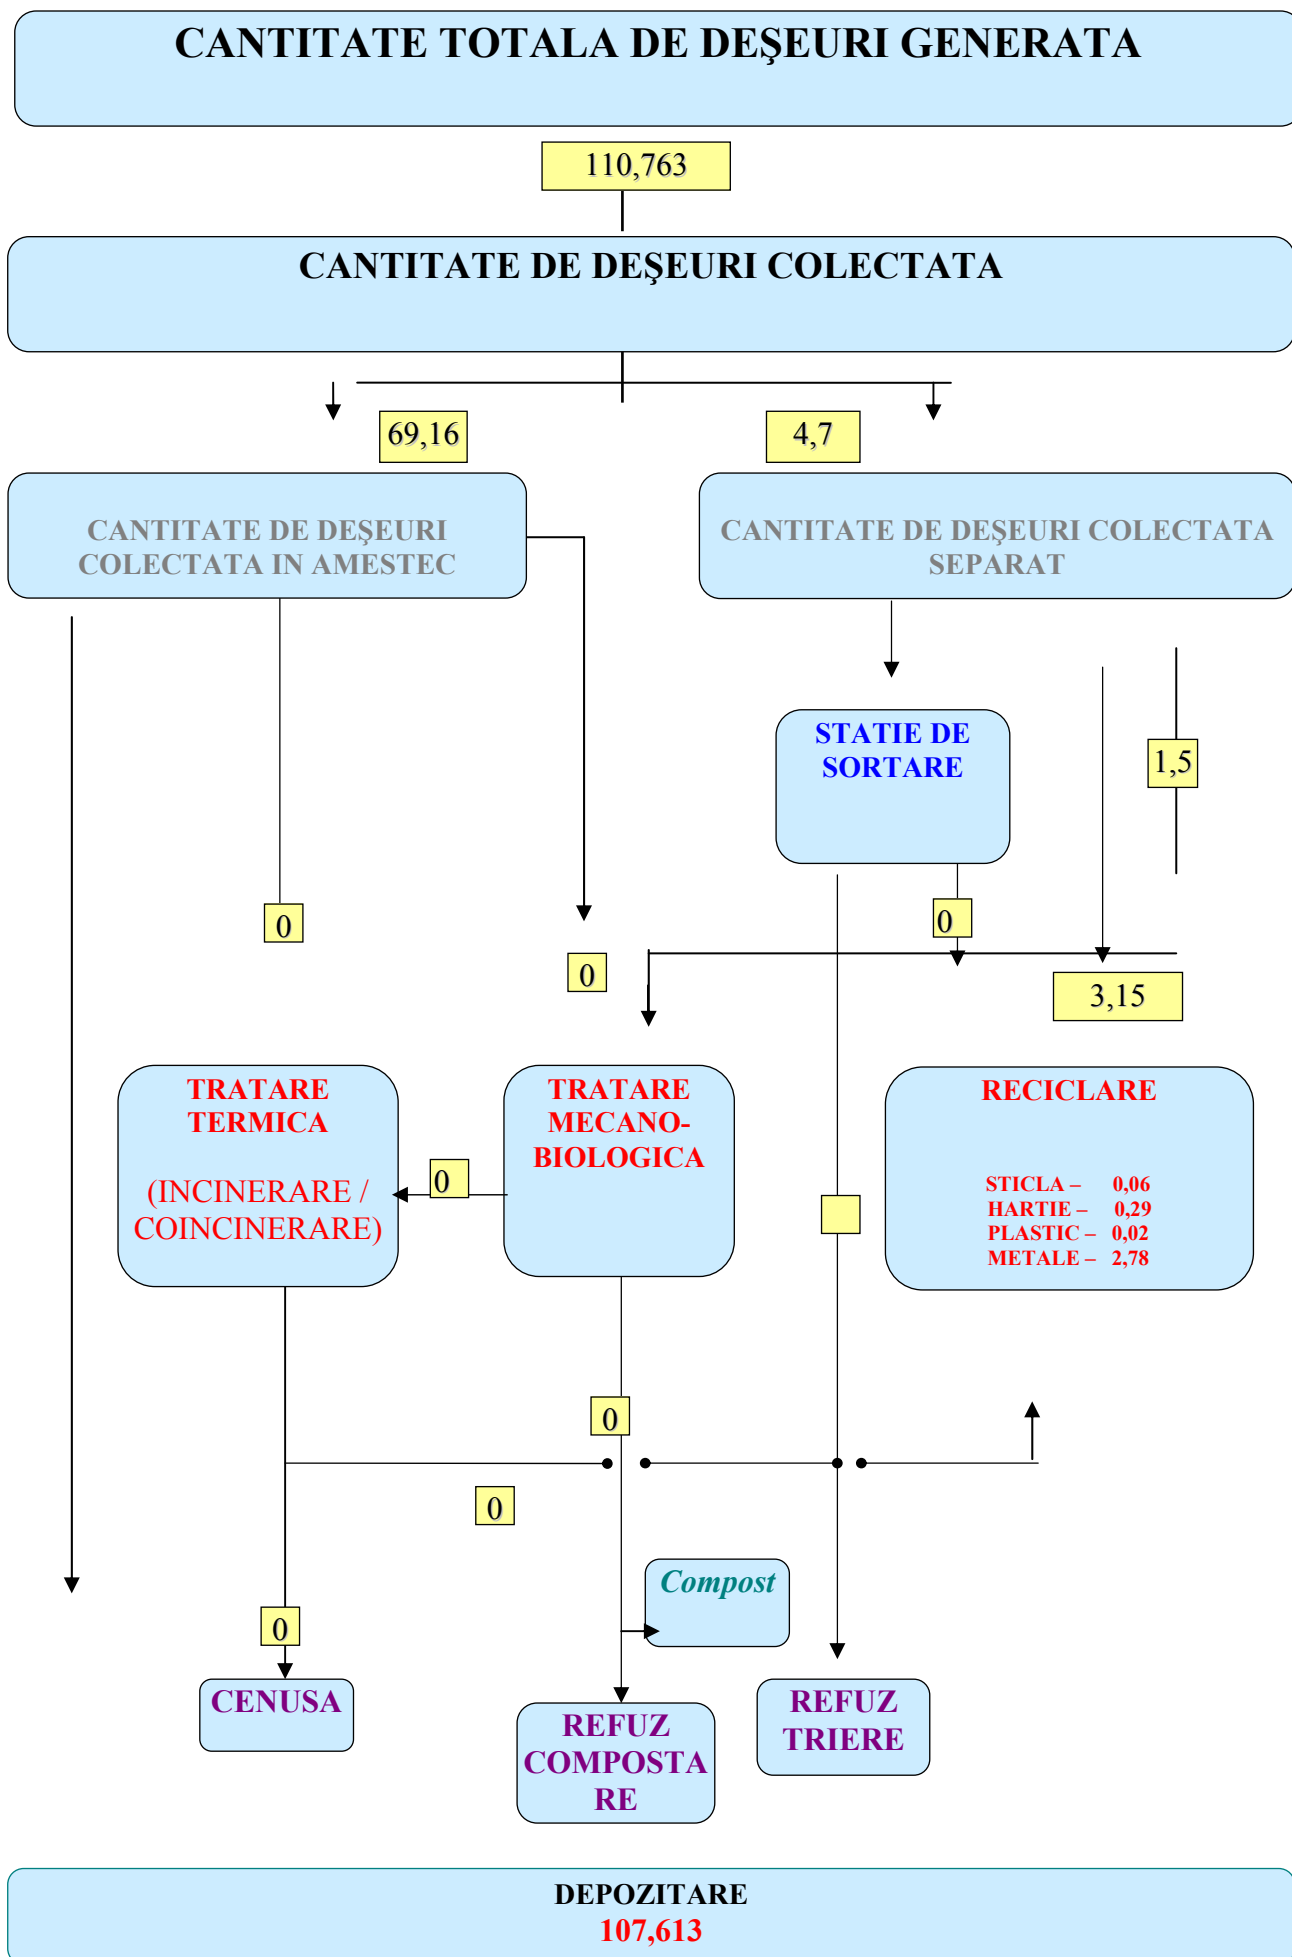 CANTITATE TOTALA DE DEŞEURI GENERATA
110,763
CANTITATE DE DEŞEURI COLECTATA
69,16
4,7
CANTITATE DE DEŞEURI
COLECTATA IN AMESTEC
CANTITATE DE DEŞEURI COLECTATA
SEPARAT
STATIE DE
SORTARE
1,5
0
0
0
3,15
TRATARE
TERMICA
(INCINERARE /
COINCINERARE)
0
TRATARE
MECANO-
BIOLOGICA
RECICLARE
STICLA – 0,06
HARTIE – 0,29
PLASTIC – 0,02
METALE – 2,78
0
0
Compost
0
CENUSA
REFUZ
COMPOSTA
RE
REFUZ
TRIERE
DEPOZITARE
107,613